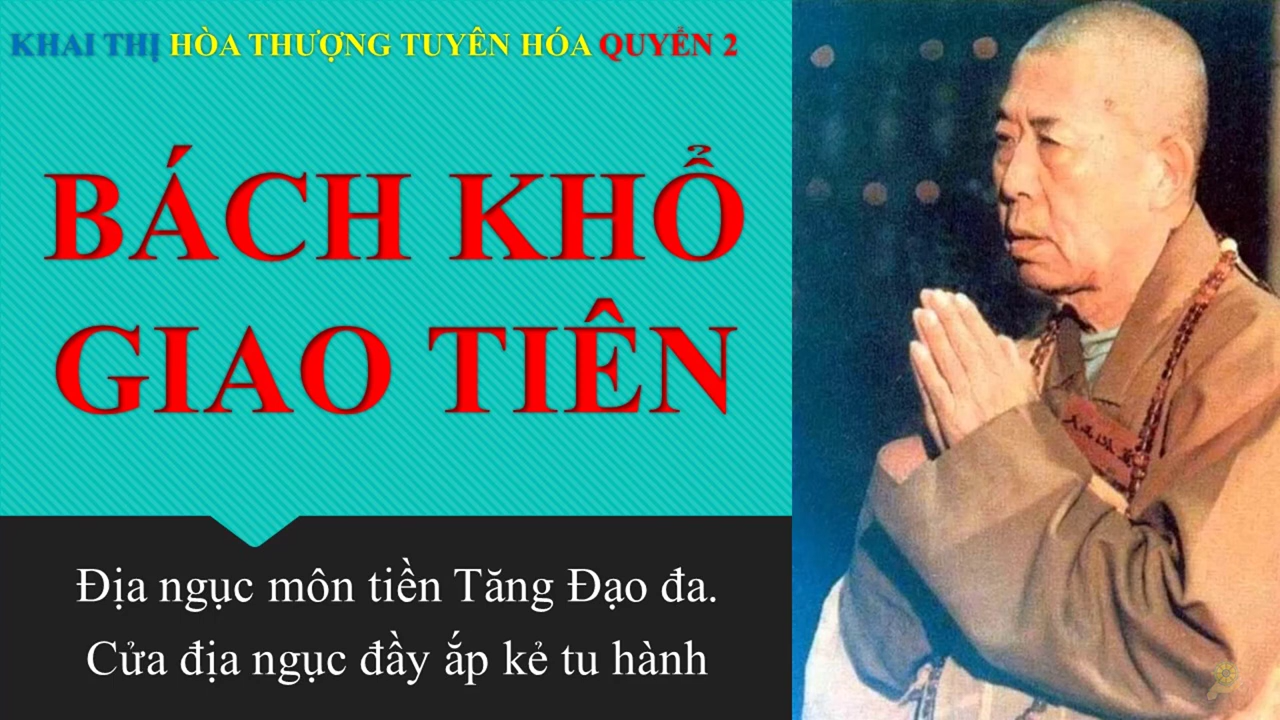 KHAI THỊ HÒA THƯỢNG TUYÊN HÓA QUYỂN 2
BÁCH KHỔ
GIAO TIÊN
Địa ngục môn tiền Tăng Đạo đa.
Cửa địa ngục đầy ắp kẻ tu hành